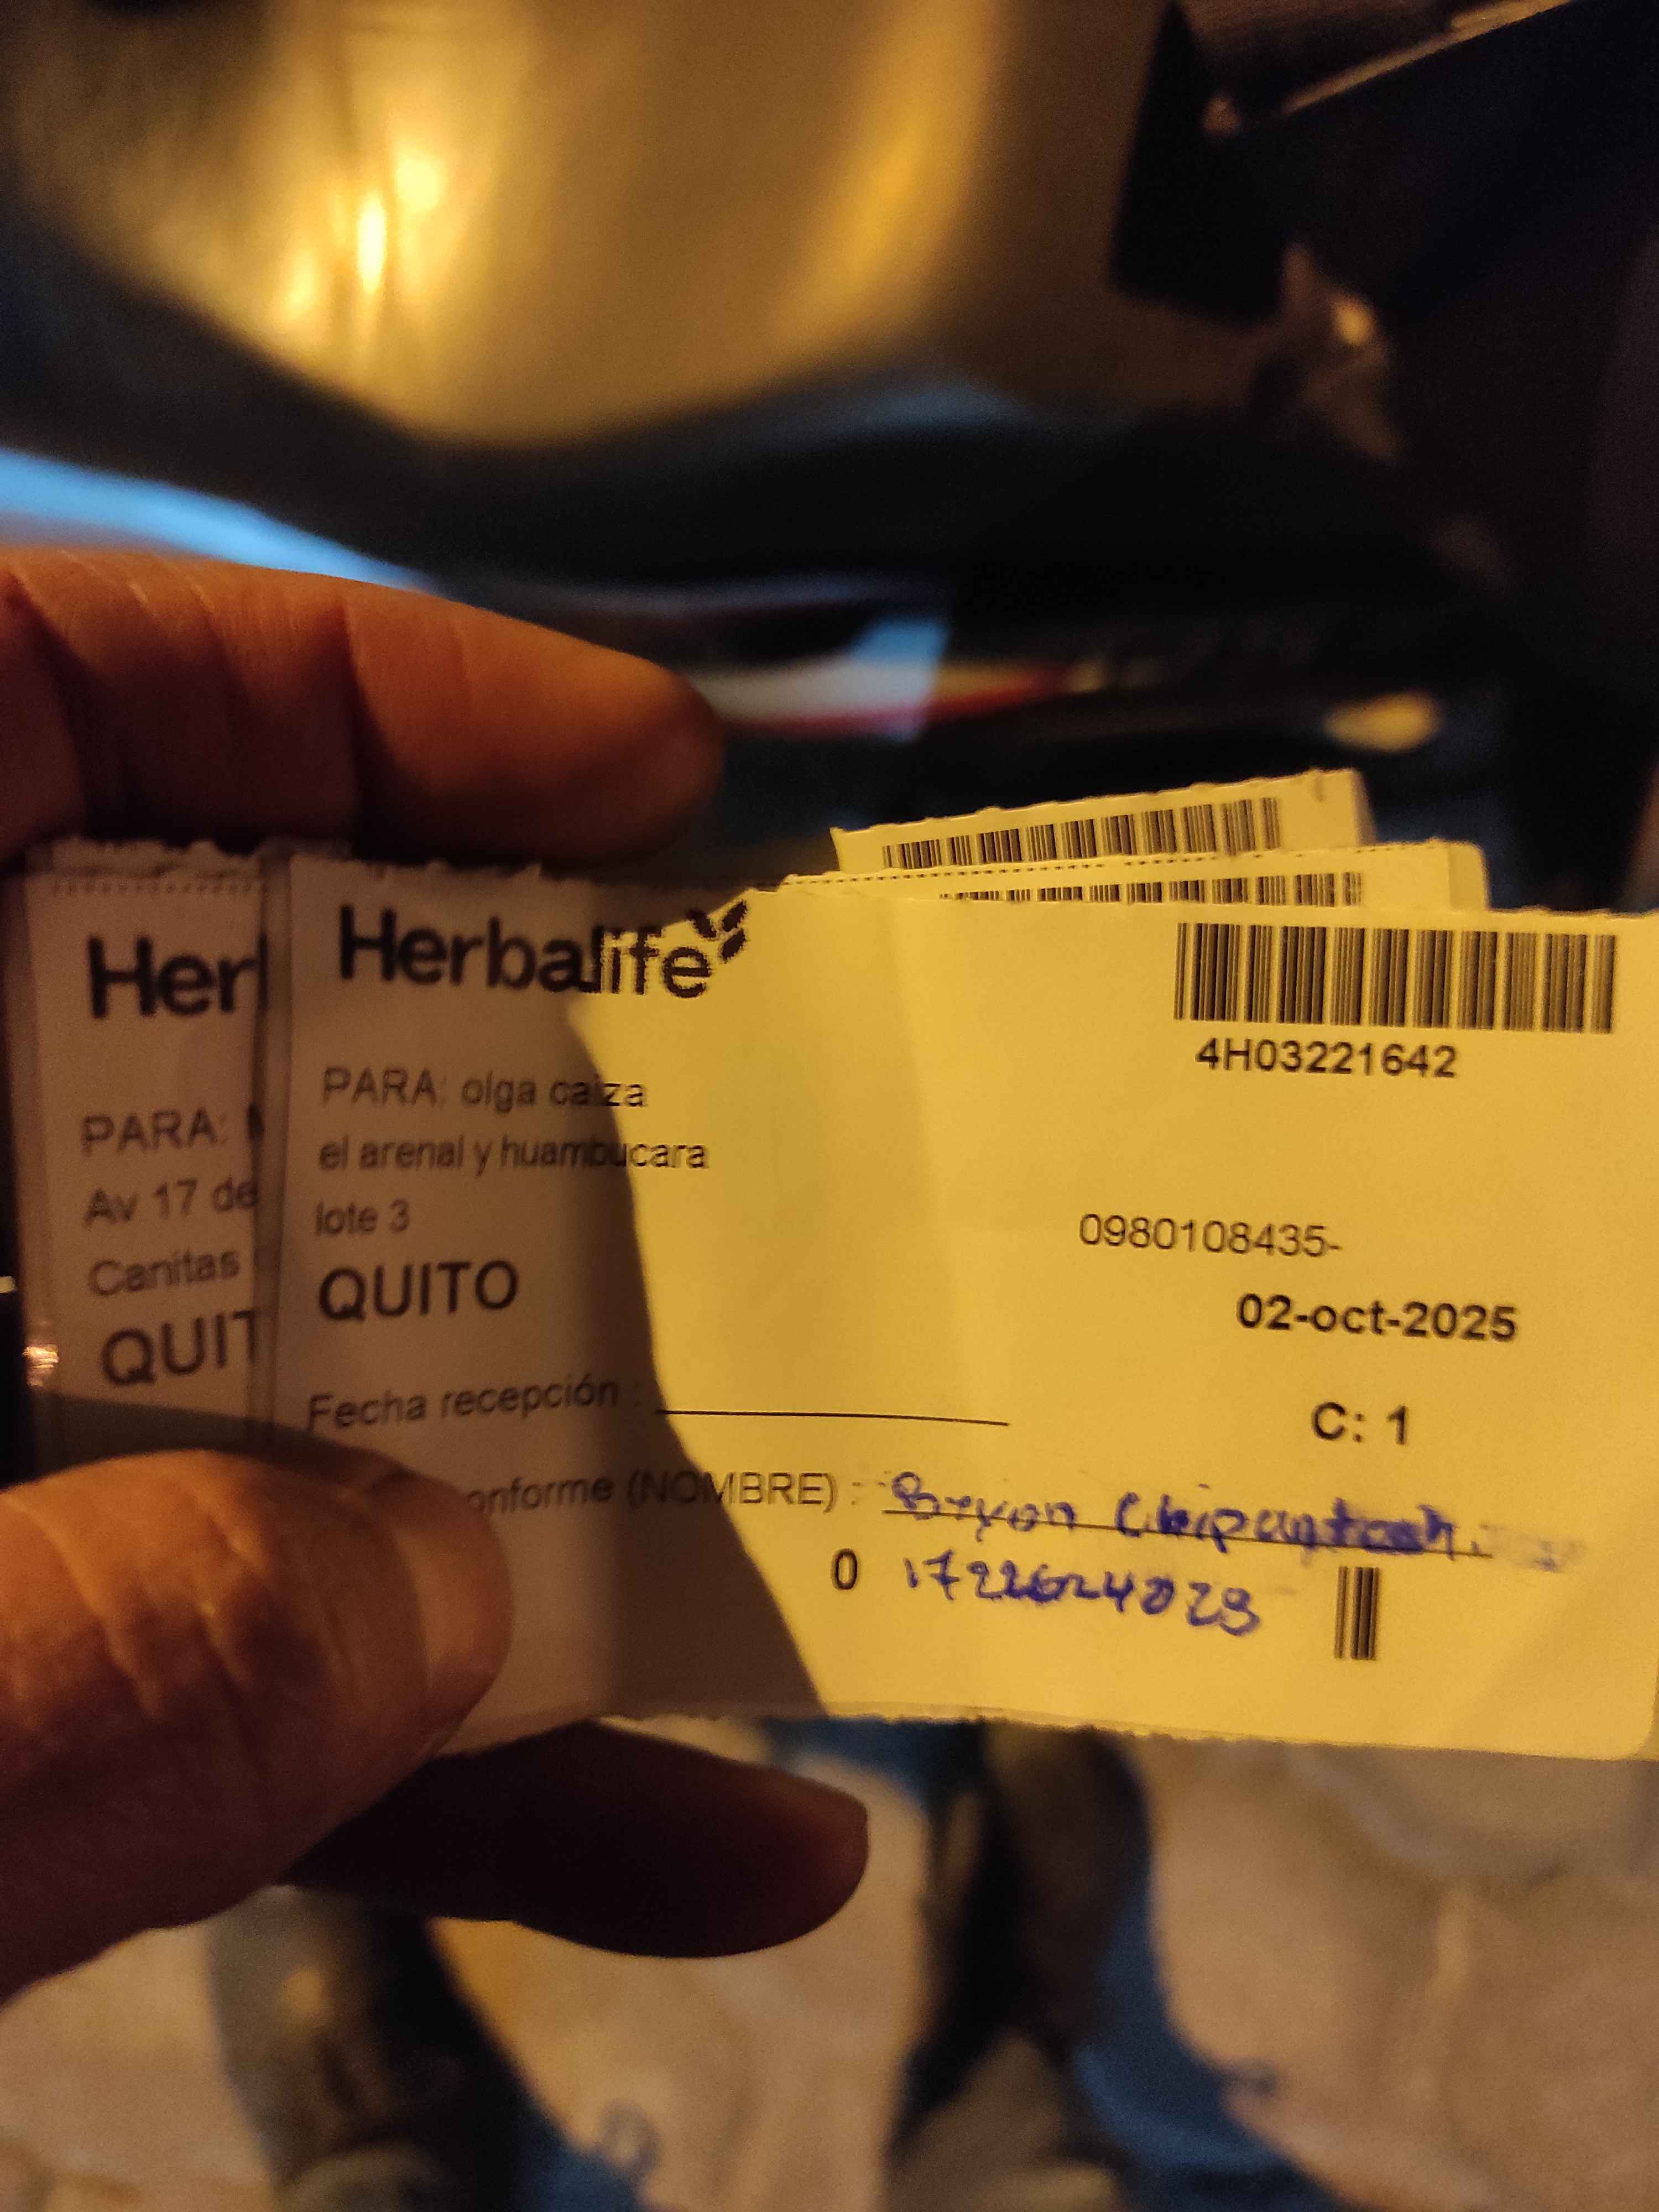 Herbalife
4H03221642
PARA: olga caiza
el arenal y huambucara
lote 3
0980108435-
QUITO
02-oct-2025
Fecha recepción :
C: 1
onforme (NOMBRE) :
0
Her
PARA:
Av 17 de
Canitas
QUIT